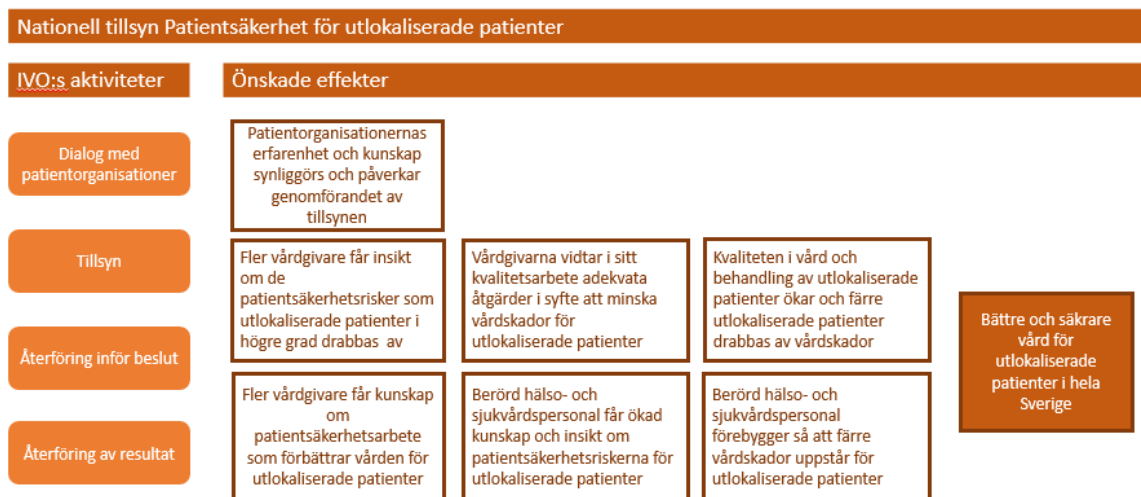 Nationell tillsyn Patientsäkerhet för utlokaliserade patienter
IVO:s aktiviteter
Önskade effekter
Dialog med
patientorganisationer
Patientorganisationernas
erfarenhet och kunskap
synliggörs och påverkar
genomförandet av
tillsynen
Tillsyn
Fler vårdgivare får insikt
om de
patientsäkerhetsrisker som
utlokaliserade patienter i
högre grad drabbas av
Vårdgivarna vidtar i sitt
kvalitetsarbete adekvata
åtgärder i syfte att minska
vårdskador för
utlokaliserade patienter
Kvaliteten i vård och
behandling av utlokaliserade
patienter ökar och färre
utlokaliserade patienter
drabbas av vårdskador
Återföring inför beslut
Återföring av resultat
Fler vårdgivare får kunskap
om
patientsäkerhetsarbete
som förbättrar vården för
utlokaliserade patienter
Berörd hälso- och
sjukvårdspersonal får ökad
kunskap och insikt om
patientsäkerhetsriskerna för
utlokaliserade patienter
Berörd hälso- och
sjukvårdspersonal
förebygger så att färre
vårdskador uppstår för
utlokaliserade patienter
Bättre och säkrare
vård för
utlokaliserade
patienter i hela
Sverige